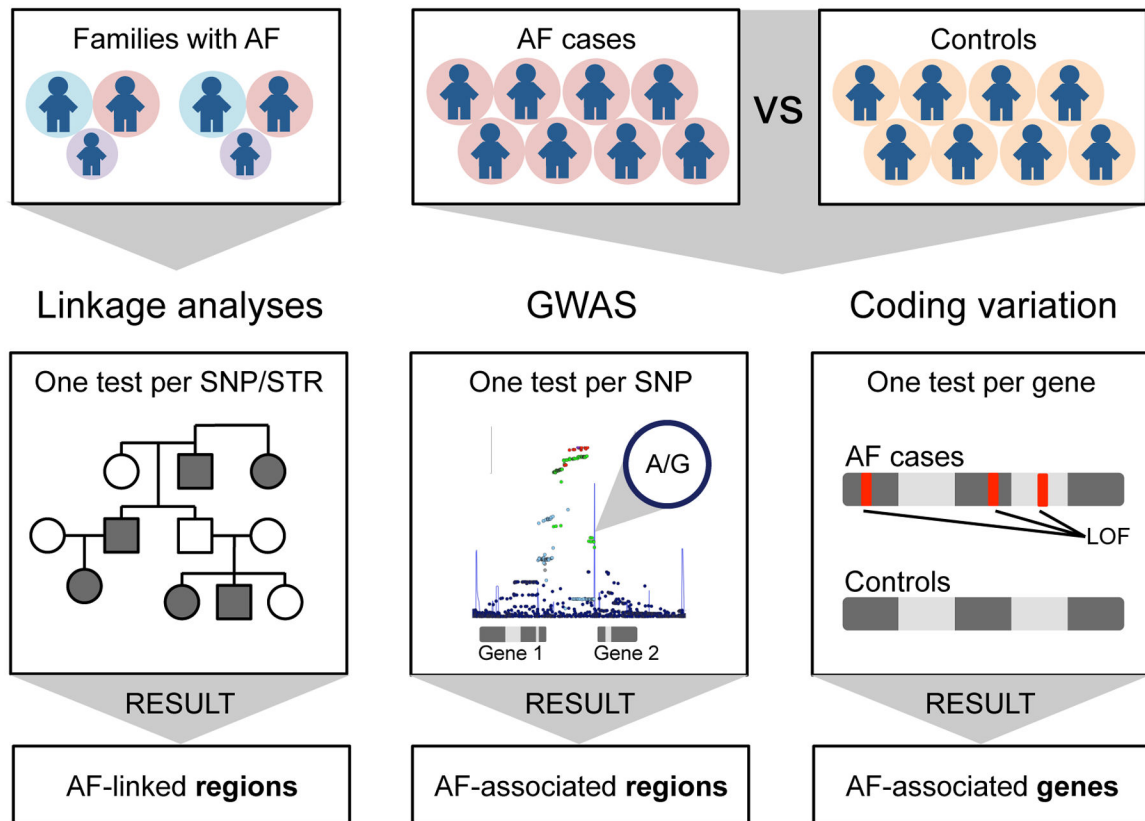 Families with AF
AF cases
vs
Controls
Linkage analyses
GWAS
Coding variation
One test per SNP/STR
One test per SNP
A/G
Gene 1
Gene 2
One test per gene
AF cases
LOF
Controls
RESULT
RESULT
RESULT
AF-linked regions
AF-associated regions
AF-associated genes